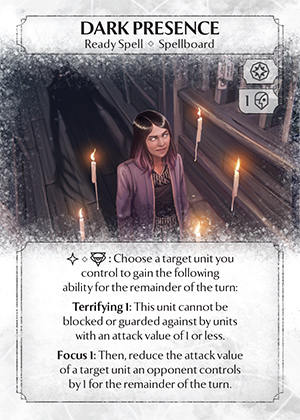 DARK PRESENCE
Ready Spell ⬦ Spellboard
1
⬦ : Choose a target unit you
control to gain the following
ability for the remainder of the turn:
Terrifying 1: This unit cannot be
blocked or guarded against by units
with an attack value of 1 or less.
Focus 1: Then, reduce the attack value
of a target unit an opponent controls
by 1 for the remainder of the turn.